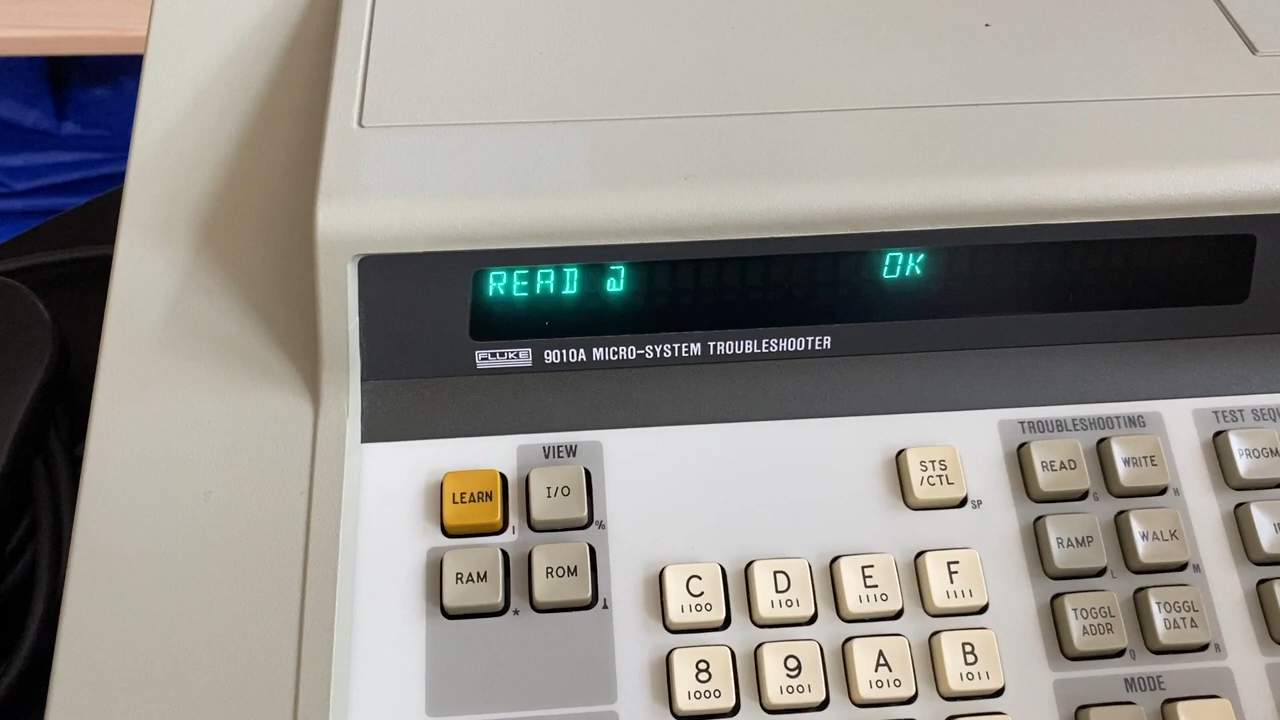 READ @ OK
FLUKE 9010A MICRO-SYSTEM TROUBLESHOOTER
TROUBLESHOOTING
TEST
VIEW
LEARN I
I/O %
STS /CTL SP
READ G
WRITE H
RAM *
ROM
RAMP L
WALK M
C 1100
D 1101
E 1110
F 1111
TOGGL ADDR Q
TOGGL DATA R
8 1000
9 1001
A 1010
B 1011
MODE